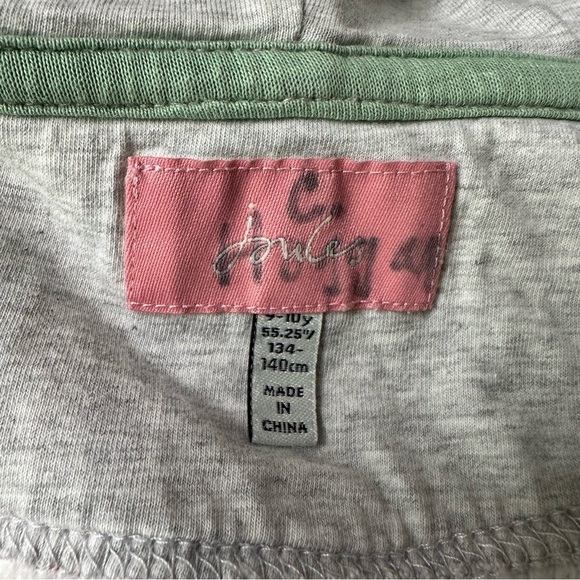 C.
Joules
9-10y
55.25"/
134-
140cm
MADE
IN
CHINA